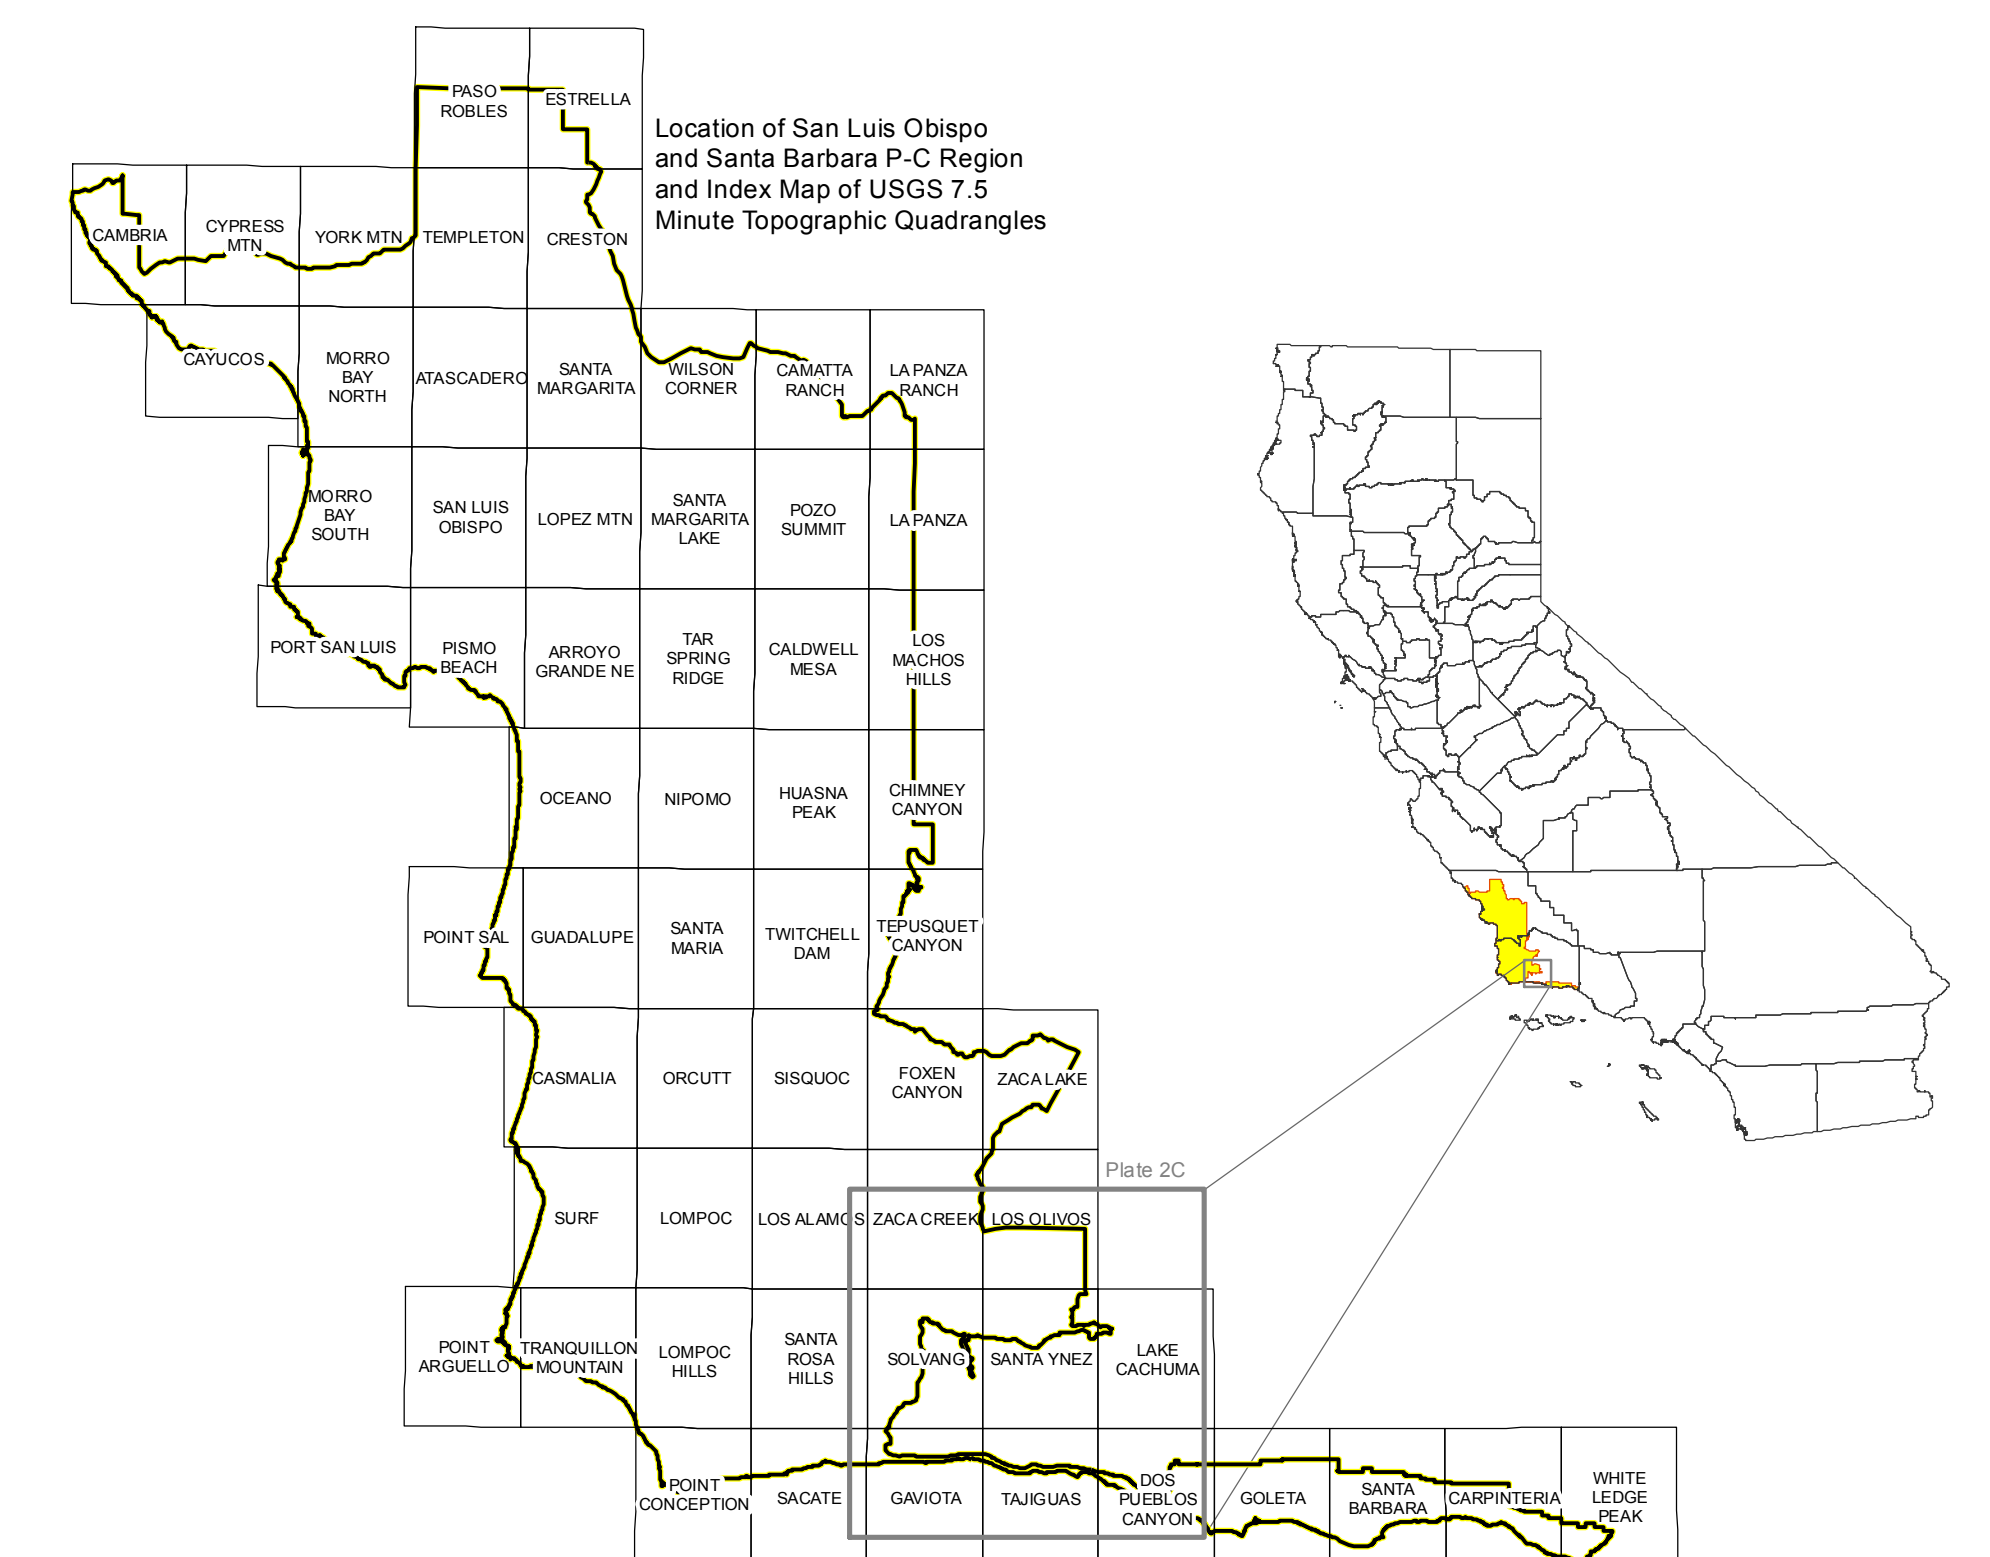 PASO
ROBLES
ESTRELLA
Location of San Luis Obispo
and Santa Barbara P-C Region
and Index Map of USGS 7.5
Minute Topographic Quadrangles
CAMBRIA
CYPRESS
MTN
YORK MTN
TEMPLETON
CRESTON
CAYUCOS
MORRO
BAY
NORTH
ATASCADERO
SANTA
MARGARITA
WILSON
CORNER
CAMATTA
RANCH
LA PANZA
RANCH
MORRO
BAY
SOUTH
SAN LUIS
OBISPO
LOPEZ MTN
SANTA
MARGARITA
LAKE
POZO
SUMMIT
LA PANZA
PORT SAN LUIS
PISMO
BEACH
ARROYO
GRANDE NE
TAR
SPRING
RIDGE
CALDWELL
MESA
LOS
MACHOS
HILLS
OCEANO
NIPOMO
HUASNA
PEAK
CHIMNEY
CANYON
POINT SAL
GUADALUPE
SANTA
MARIA
TWITCHELL
DAM
TEPUSQUET
CANYON
CASMALIA
ORCUTT
SISQUOC
FOXEN
CANYON
ZACA LAKE
Plate 2C
SURF
LOMPOC
LOS ALAMOS
ZACA CREEK
LOS OLIVOS
POINT
ARGUELLO
TRANQUILLON
MOUNTAIN
LOMPOC
HILLS
SANTA
ROSA
HILLS
SOLVANG
SANTA YNEZ
LAKE
CACHUMA
POINT
CONCEPTION
SACATE
GAVIOTA
TAJIGUAS
DOS
PUEBLOS
CANYON
GOLETA
SANTA
BARBARA
CARPINTERIA
WHITE
LEDGE
PEAK